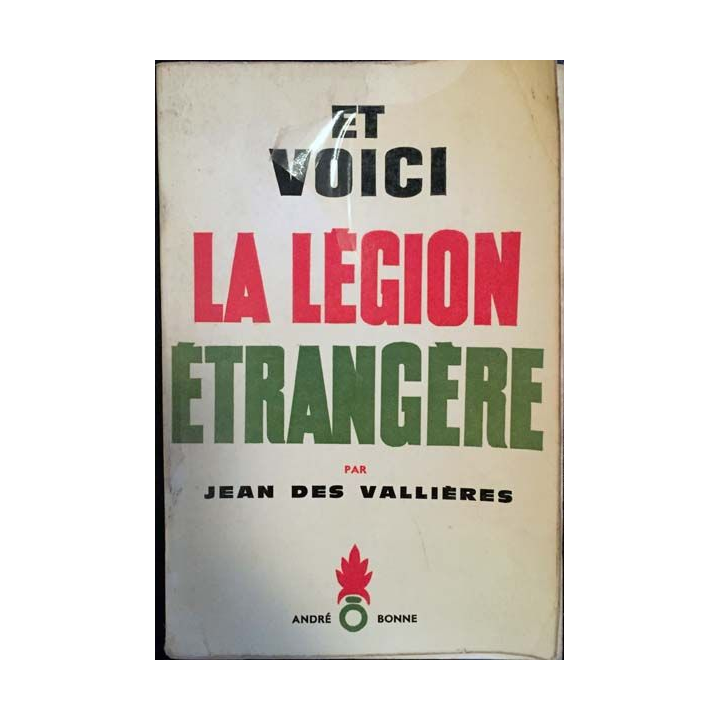 ET
VOICI
LA LÉGION
ÉTRANGÈRE
PAR
JEAN DES VALLIÈRES
ANDRÉ BONNE